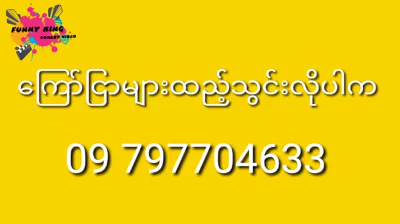 FUNNY KING
COMEDY VIDEO
ကြော်ငြာများထည့်သွင်းလိုပါက
09 797704633